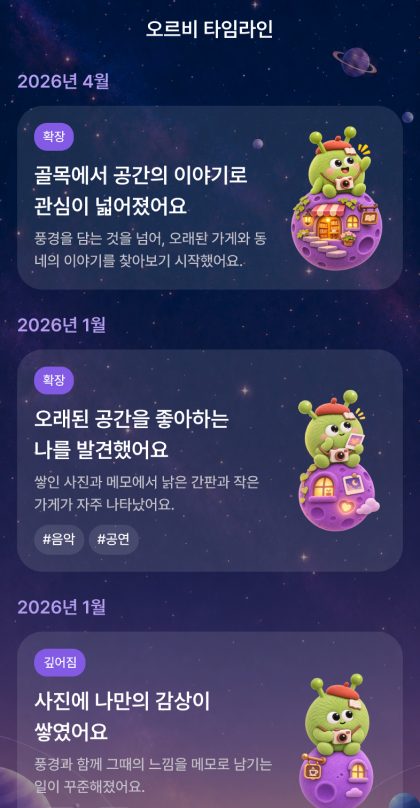 오르비 타임라인
2026년 4월
확장
골목에서 공간의 이야기로
관심이 넓어졌어요
풍경을 담는 것을 넘어, 오래된 가게와 동
네의 이야기를 찾아보기 시작했어요.
2026년 1월
확장
오래된 공간을 좋아하는
나를 발견했어요
쌓인 사진과 메모에서 낡은 간판과 작은
가게가 자주 나타났어요.
#음악 #공연
2026년 1월
깊어짐
사진에 나만의 감상이
쌓였어요
풍경과 함께 그때의 느낌을 메모로 남기는
일이 꾸준해졌어요.